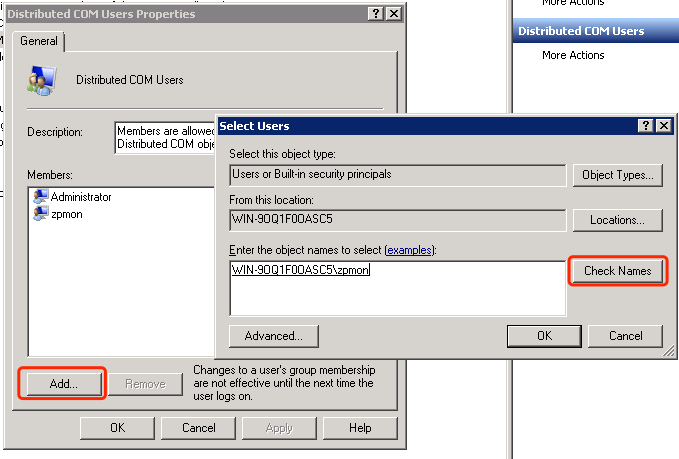 More Actions
Distributed COM Users
More Actions
Distributed COM Users Properties
General
Distributed COM Users
Description:
Members are allowed
Distributed COM obje
Members:
Administrator
zpmon
Add...
Remove
Changes to a user's group membership
are not effective until the next time the
user logs on.
OK
Cancel
Apply
Help
Select Users
Select this object type:
Users or Built-in security principals
Object Types...
From this location:
WIN-90Q1F00ASC5
Locations...
Enter the object names to select (examples):
WIN-90Q1F00ASC5\zpmon
Check Names
Advanced...
OK
Cancel